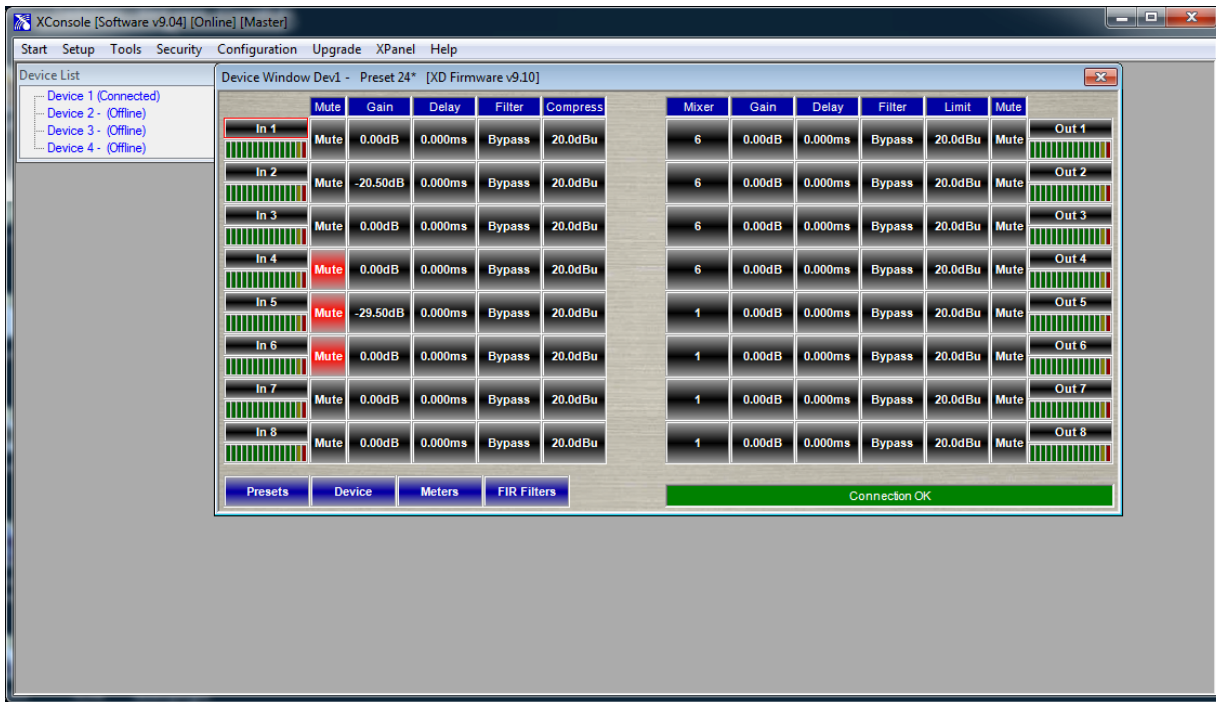 XConsole [Software v9.04] [Online] [Master]
Start Setup Tools Security Configuration Upgrade XPanel Help
Device List
Device 1 (Connected)
Device 2 - (Offline)
Device 3 - (Offline)
Device 4 - (Offline)
Device Window Dev1 - Preset 24* [XD Firmware v9.10]
Mute Gain Delay Filter Compress Mixer Gain Delay Filter Limit Mute
In 1 Mute 0.00dB 0.000ms Bypass 20.0dBu 6 0.00dB 0.000ms Bypass 20.0dBu Mute Out 1
In 2 Mute -20.50dB 0.000ms Bypass 20.0dBu 6 0.00dB 0.000ms Bypass 20.0dBu Mute Out 2
In 3 Mute 0.00dB 0.000ms Bypass 20.0dBu 6 0.00dB 0.000ms Bypass 20.0dBu Mute Out 3
In 4 Mute 0.00dB 0.000ms Bypass 20.0dBu 6 0.00dB 0.000ms Bypass 20.0dBu Mute Out 4
In 5 Mute -29.50dB 0.000ms Bypass 20.0dBu 1 0.00dB 0.000ms Bypass 20.0dBu Mute Out 5
In 6 Mute 0.00dB 0.000ms Bypass 20.0dBu 1 0.00dB 0.000ms Bypass 20.0dBu Mute Out 6
In 7 Mute 0.00dB 0.000ms Bypass 20.0dBu 1 0.00dB 0.000ms Bypass 20.0dBu Mute Out 7
In 8 Mute 0.00dB 0.000ms Bypass 20.0dBu 1 0.00dB 0.000ms Bypass 20.0dBu Mute Out 8
Presets Device Meters FIR Filters Connection OK